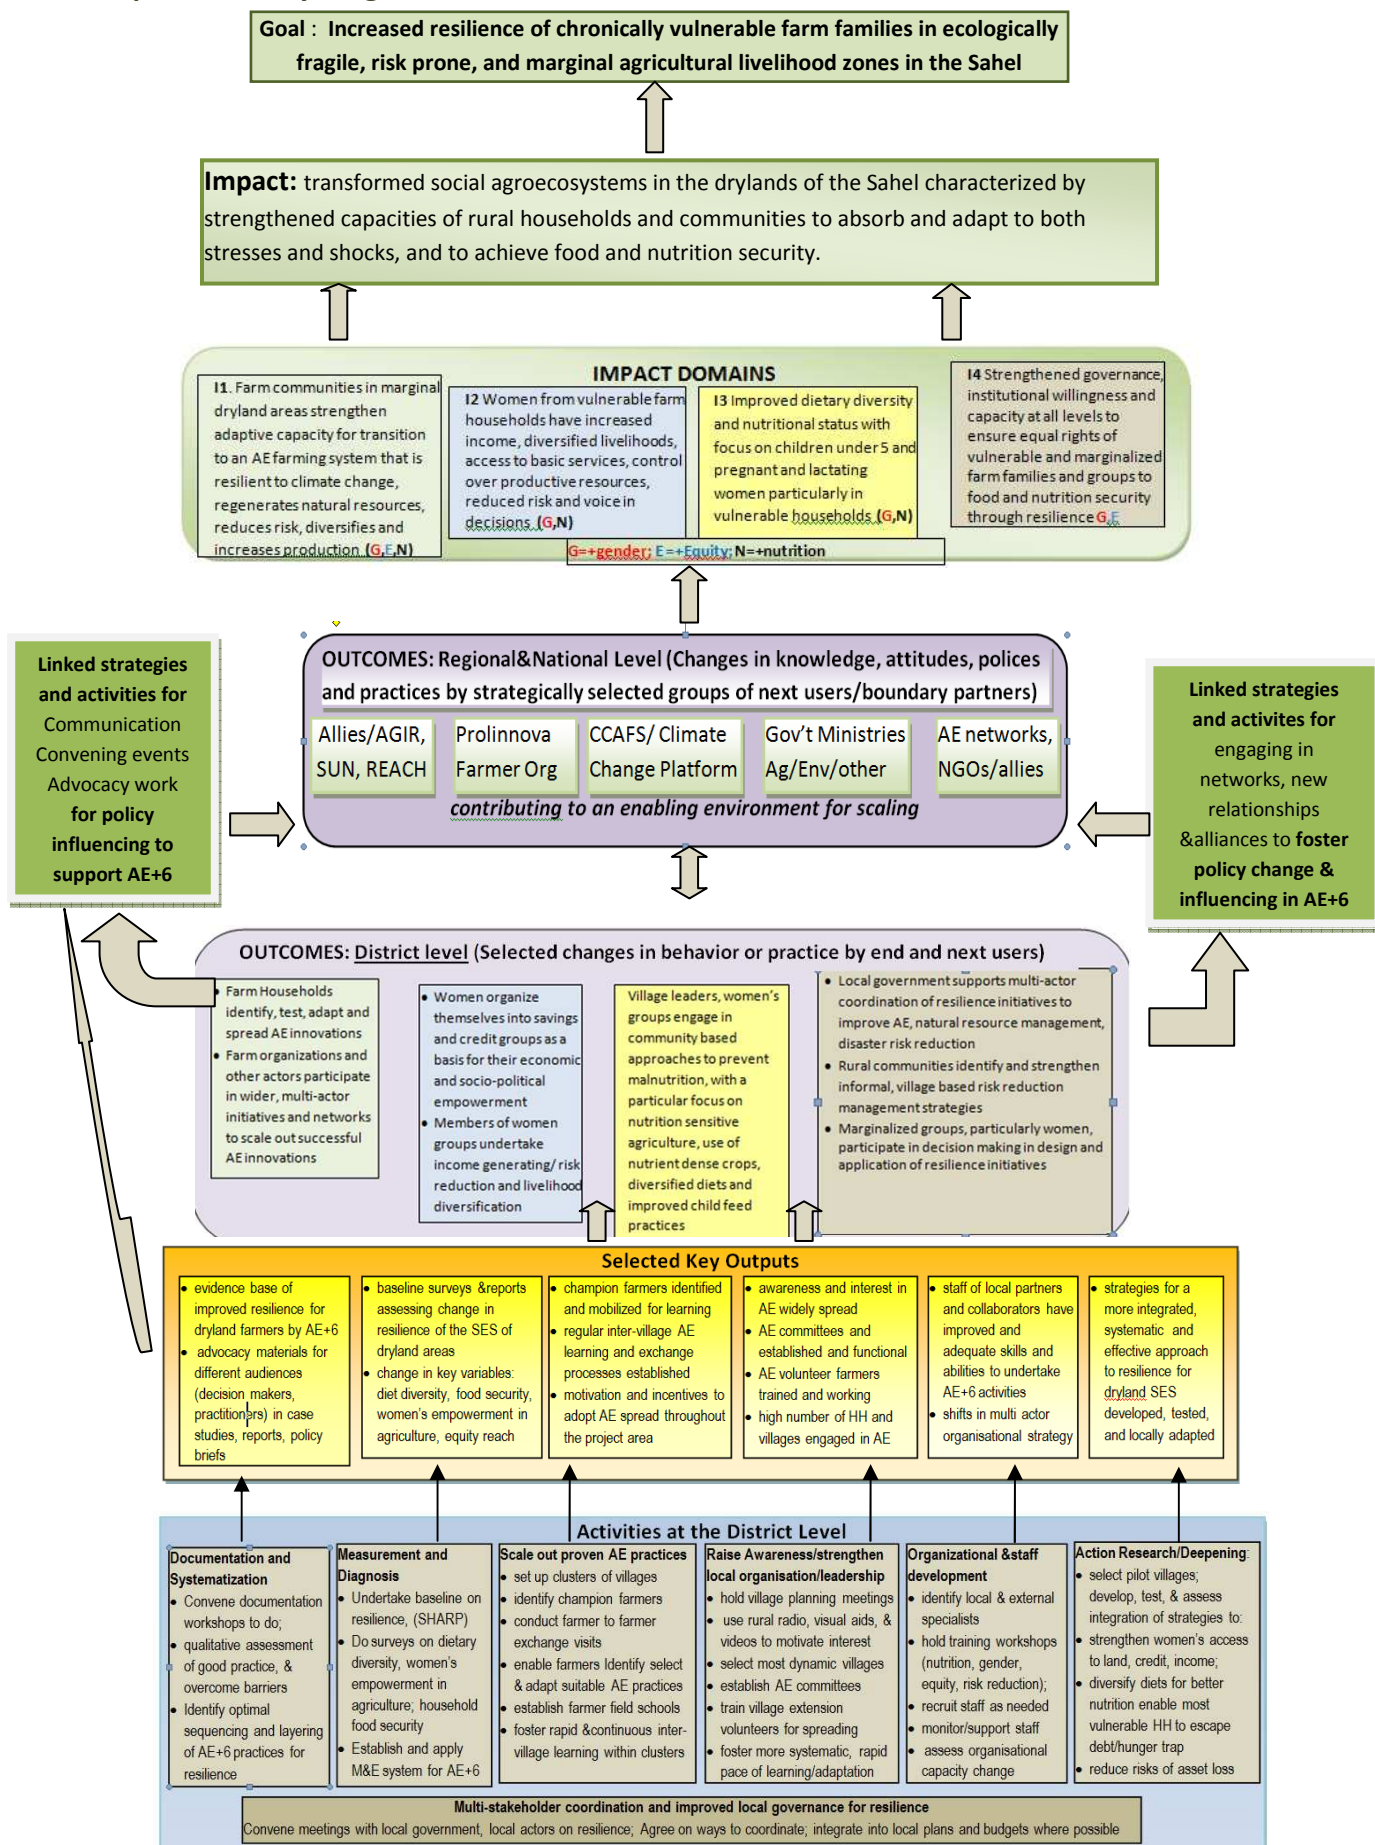 Goal : Increased resilience of chronically vulnerable farm families in ecologically
fragile, risk prone, and marginal agricultural livelihood zones in the Sahel
Impact: transformed social agroecosystems in the drylands of the Sahel characterized by
strengthened capacities of rural households and communities to absorb and adapt to both
stresses and shocks, and to achieve food and nutrition security.
IMPACT DOMAINS
I1. Farm communities in marginal
dryland areas strengthen
adaptive capacity for transition
to an AE farming system that is
resilient to climate change,
regenerates natural resources,
reduces risk, diversifies and
increases production (G,E,N)
I2 Women from vulnerable farm
households have increased
income, diversified livelihoods,
access to basic services, control
over productive resources,
reduced risk and voice in
decisions (G,N)
I3 Improved dietary diversity
and nutritional status with
focus on children under 5 and
pregnant and lactating
women particularly in
vulnerable households (G,N)
I4 Strengthened governance,
institutional willingness and
capacity at all levels to
ensure equal rights of
vulnerable and marginalized
farm families and groups to
food and nutrition security
through resilience G,E
G=+gender; E=+Equity; N=+nutrition
Linked strategies
and activities for
Communication
Convening events
Advocacy work
for policy
influencing to
support AE+6
OUTCOMES: Regional&National Level (Changes in knowledge, attitudes, polices
and practices by strategically selected groups of next users/boundary partners)
Allies/AGIR,
SUN, REACH
Prolinnova
Farmer Org
CCAFS/ Climate
Change Platform
Gov't Ministries
Ag/Env/other
AE networks,
NGOs/allies
contributing to an enabling environment for scaling
Linked strategies
and activites for
engaging in
networks, new
relationships
&alliances to foster
policy change &
influencing in AE+6
OUTCOMES: District level (Selected changes in behavior or practice by end and next users)
• Farm Households
identify, test, adapt and
spread AE innovations
• Farm organizations and
other actors participate
in wider, multi-actor
initiatives and networks
to scale out successful
AE innovations
• Women organize
themselves into savings
and credit groups as a
basis for their economic
and socio-political
empowerment
• Members of women
groups undertake
income generating/ risk
reduction and livelihood
diversification
Village leaders, women's
groups engage in
community based
approaches to prevent
malnutrition, with a
particular focus on
nutrition sensitive
agriculture, use of
nutrient dense crops,
diversified diets and
improved child feed
practices
• Local government supports multi-actor
coordination of resilience initiatives to
improve AE, natural resource management,
disaster risk reduction
• Rural communities identify and strengthen
informal, village based risk reduction
management strategies
• Marginalized groups, particularly women,
participate in decision making in design and
application of resilience initiatives
Selected Key Outputs
• evidence base of
improved resilience for
dryland farmers by AE+6
• advocacy materials for
different audiences
(decision makers,
practitioners) in case
studies, reports, policy
briefs
• baseline surveys &reports
assessing change in
resilience of the SES of
dryland areas
• change in key variables:
diet diversity, food security,
women's empowerment in
agriculture, equity reach
• champion farmers identified
and mobilized for learning
• regular inter-village AE
learning and exchange
processes established
• motivation and incentives to
adopt AE spread throughout
the project area
• awareness and interest in
AE widely spread
• AE committees and
established and functional
• AE volunteer farmers
trained and working
• high number of HH and
villages engaged in AE
• staff of local partners
and collaborators have
improved and
adequate skills and
abilities to undertake
AE+6 activities
• shifts in multi actor
organisational strategy
• strategies for a
more integrated,
systematic and
effective approach
to resilience for
dryland SES
developed, tested,
and locally adapted
Activities at the District Level
Documentation and
Systematization
• Convene documentation
workshops to do;
• qualitative assessment
of good practice, &
overcome barriers
• Identify optimal
sequencing and layering
of AE+6 practices for
resilience
Measurement and
Diagnosis
• Undertake baseline on
resilience, (SHARP)
• Do surveys on dietary
diversity, women's
empowerment in
agriculture; household
food security
• Establish and apply
M&E system for AE+6
Scale out proven AE practices
• set up clusters of villages
• identify champion farmers
• conduct farmer to farmer
exchange visits
• enable farmers Identify select
& adapt suitable AE practices
• establish farmer field schools
• foster rapid &continuous inter-
village learning within clusters
Raise Awareness/strengthen
local organisation/leadership
• hold village planning meetings
• use rural radio, visual aids, &
videos to motivate interest
• select most dynamic villages
• establish AE committees
• train village extension
volunteers for spreading
• foster more systematic, rapid
pace of learning/adaptation
Organizational &staff
development
• identify local & external
specialists
• hold training workshops
(nutrition, gender,
equity, risk reduction);
• recruit staff as needed
• monitor/support staff
• assess organisational
capacity change
Action Research/Deepening:
• select pilot villages;
develop, test, & assess
integration of strategies to:
• strengthen women's access
to land, credit, income;
• diversify diets for better
nutrition enable most
vulnerable HH to escape
debt/hunger trap
• reduce risks of asset loss
Multi-stakeholder coordination and improved local governance for resilience
Convene meetings with local government, local actors on resilience; Agree on ways to coordinate; integrate into local plans and budgets where possible